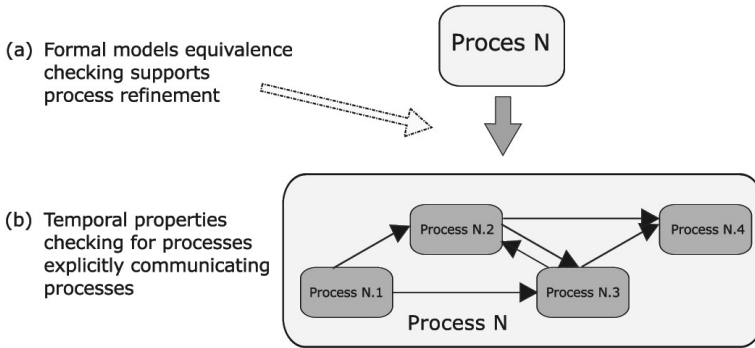 (a) Formal models equivalence
checking supports
process refinement
Proces N
(b) Temporal properties
checking for processes
explicitly communicating
processes
Process N.2
Process N.4
Process N.1
Process N.3
Process N